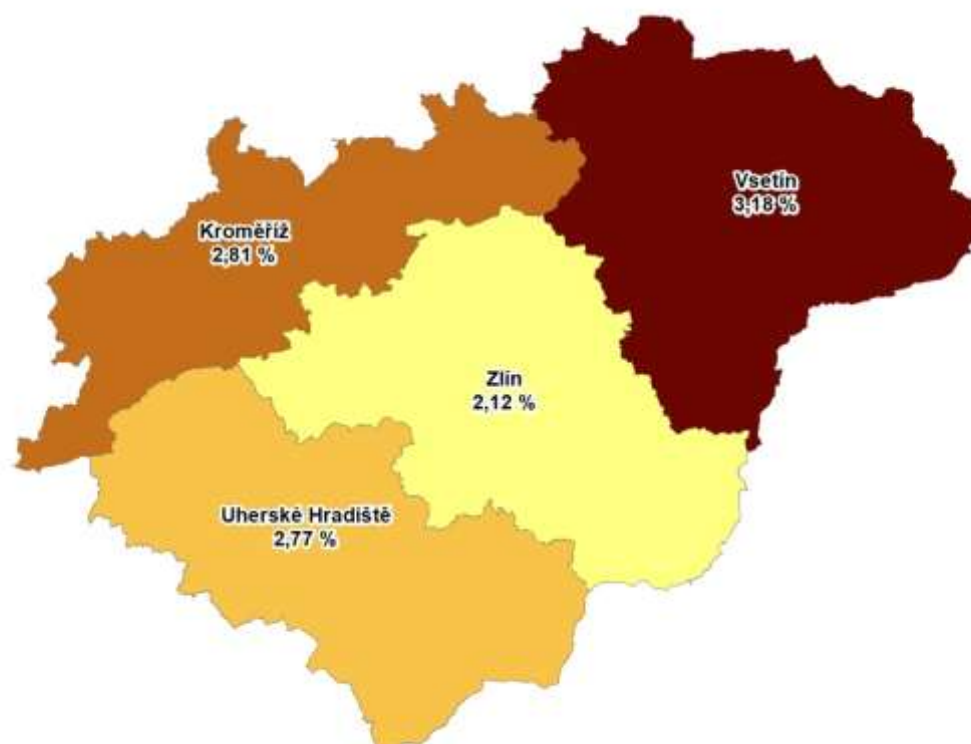 Vsetín
3,18 %
Kroměříž
2,81 %
Zlín
2,12 %
Uherské Hradiště
2,77 %